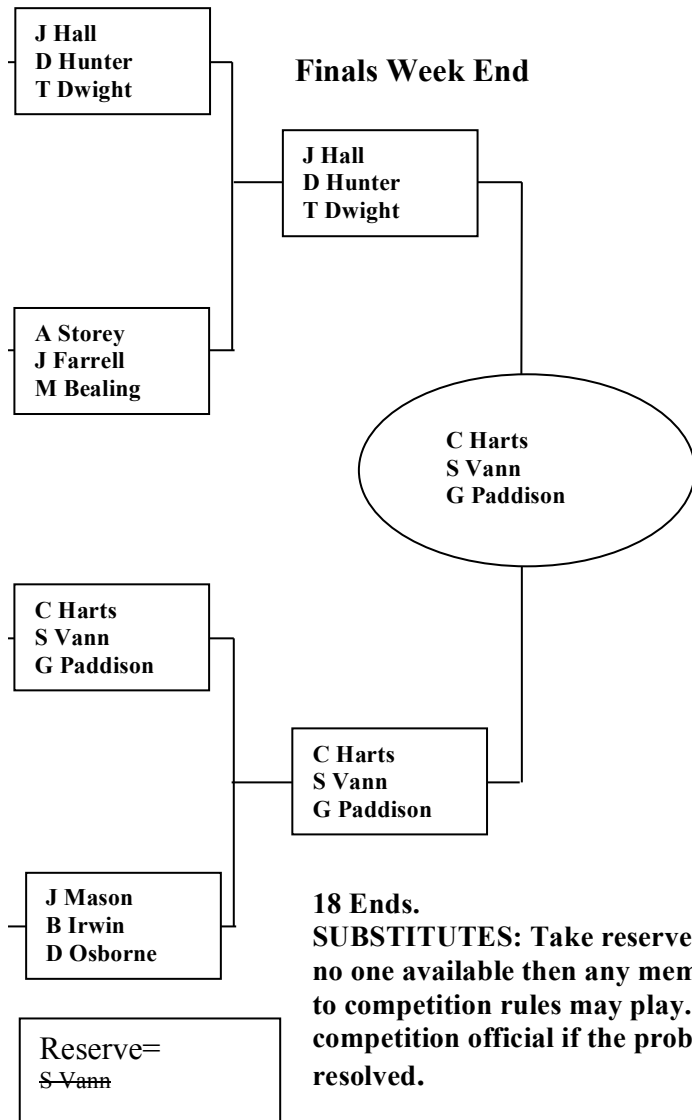 J Hall
D Hunter
T Dwight
Finals Week End
J Hall
D Hunter
T Dwight
A Storey
J Farrell
M Bealing
C Harts
S Vann
G Paddison
C Harts
S Vann
G Paddison
C Harts
S Vann
G Paddison
J Mason
B Irwin
D Osborne
18 Ends.
SUBSTITUTES: Take reserve
no one available then any mem
to competition rules may play.
competition official if the prob
resolved.
Reserve=
S Vann